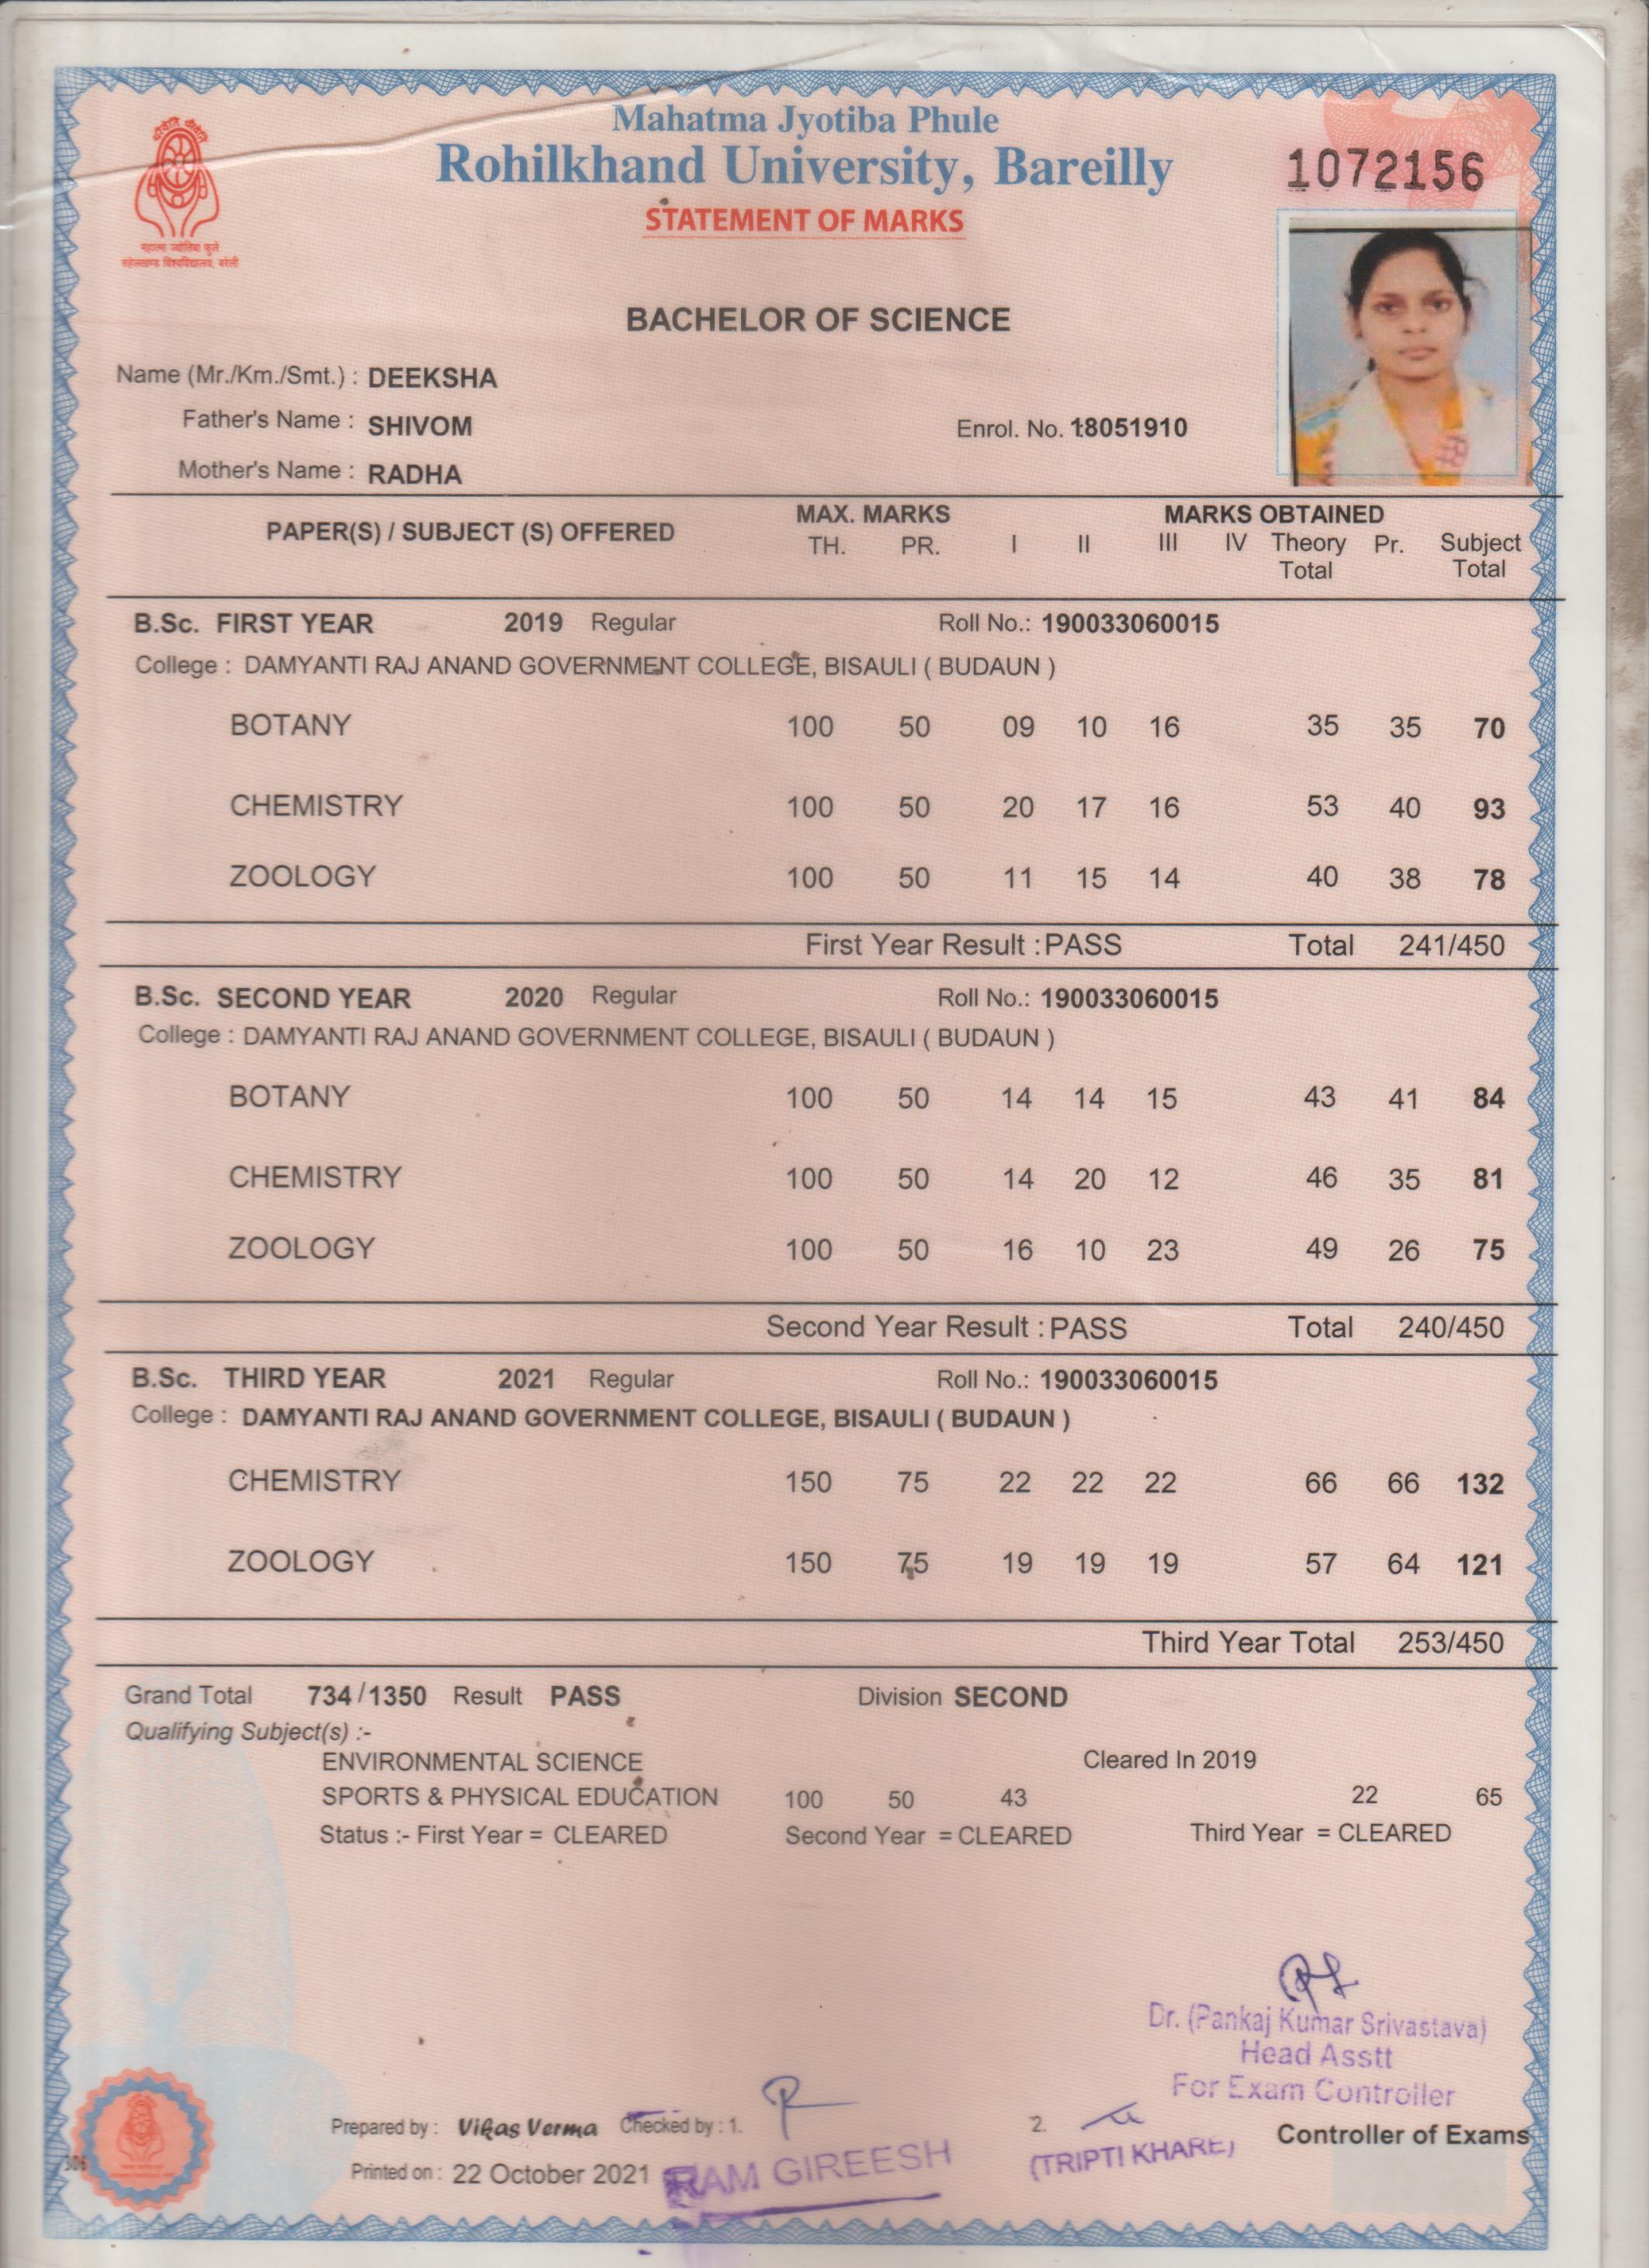 Mahatma Jyotiba Phule
Rohilkhand University, Bareilly
1072156
STATEMENT OF MARKS
महात्मा ज्योतिबा फुले
रुहेलखण्ड विश्वविद्यालय, बरेली
BACHELOR OF SCIENCE
Name (Mr./Km./Smt.) : DEEKSHA
Father's Name : SHIVOM
Enrol. No. 18051910
Mother's Name : RADHA
PAPER(S) / SUBJECT (S) OFFERED MAX. MARKS MARKS OBTAINED
TH. PR. I II III IV Theory Total Pr. Subject Total
B.Sc. FIRST YEAR 2019 Regular Roll No.: 190033060015
College : DAMYANTI RAJ ANAND GOVERNMENT COLLEGE, BISAULI ( BUDAUN )
BOTANY 100 50 09 10 16 35 35 70
CHEMISTRY 100 50 20 17 16 53 40 93
ZOOLOGY 100 50 11 15 14 40 38 78
First Year Result : PASS Total 241/450
B.Sc. SECOND YEAR 2020 Regular Roll No.: 190033060015
College : DAMYANTI RAJ ANAND GOVERNMENT COLLEGE, BISAULI ( BUDAUN )
BOTANY 100 50 14 14 15 43 41 84
CHEMISTRY 100 50 14 20 12 46 35 81
ZOOLOGY 100 50 16 10 23 49 26 75
Second Year Result : PASS Total 240/450
B.Sc. THIRD YEAR 2021 Regular Roll No.: 190033060015
College : DAMYANTI RAJ ANAND GOVERNMENT COLLEGE, BISAULI ( BUDAUN )
CHEMISTRY 150 75 22 22 22 66 66 132
ZOOLOGY 150 75 19 19 19 57 64 121
Third Year Total 253/450
Grand Total 734/1350 Result PASS Division SECOND
Qualifying Subject(s) :-
ENVIRONMENTAL SCIENCE Cleared In 2019
SPORTS & PHYSICAL EDUCATION 100 50 43 22 65
Status :- First Year = CLEARED Second Year = CLEARED Third Year = CLEARED
Dr. (Pankaj Kumar Srivastava)
Head Asstt
For Exam Controller
Prepared by : Vikas Verma Checked by : 1. 2. Controller of Exams
(TRIPTI KHARE)
Printed on : 22 October 2021 RAM GIREESH